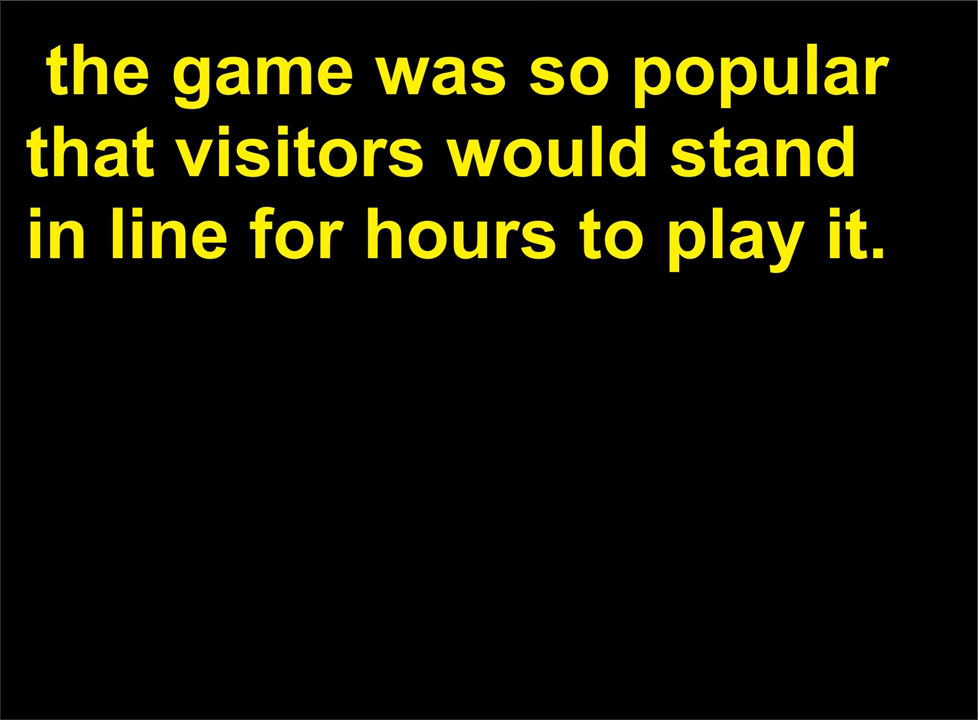 the game was so popular
that visitors would stand
in line for hours to play it.